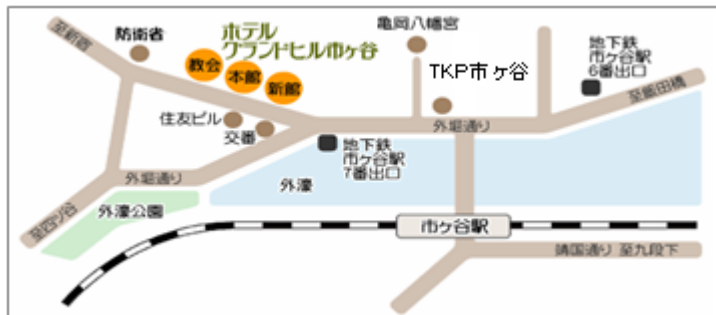 至新宿
防衛省
ホテル
グランドヒル市ヶ谷
教会
本館
新館
亀岡八幡宮
TKP市ヶ谷
地下鉄
市ヶ谷駅
6番出口
至飯田橋
住友ビル
交番
外堀通り
地下鉄
市ヶ谷駅
7番出口
外堀通り
外濠
外濠公園
至四ツ谷
市ヶ谷駅
靖国通り 至九段下